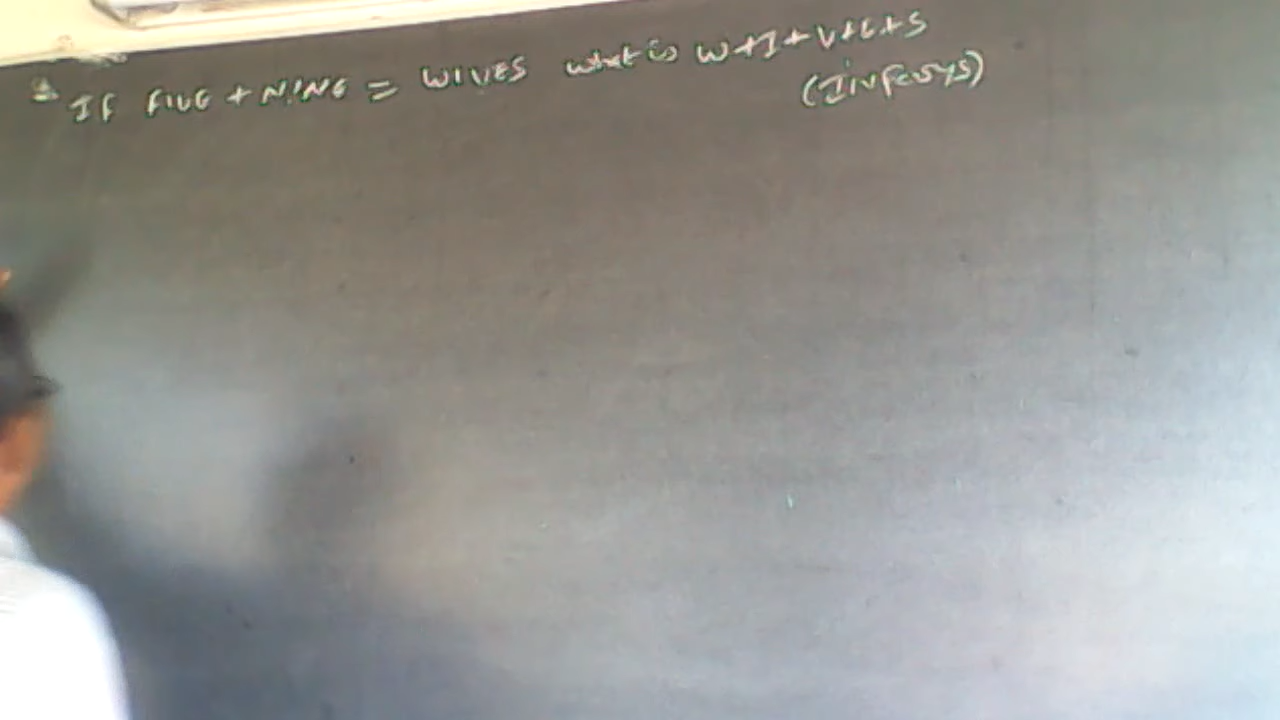 If FIVE + NINE = WIVES what is W+I+V+E+S
(Infosys)